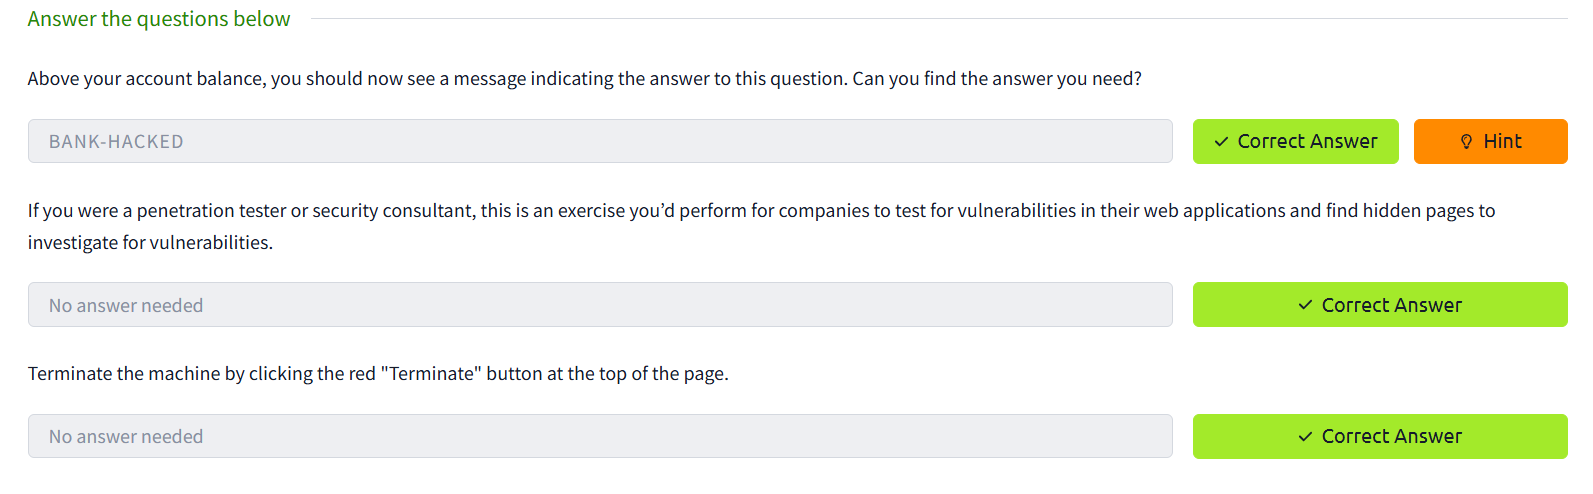 Answer the questions below
Above your account balance, you should now see a message indicating the answer to this question. Can you find the answer you need?
BANK-HACKED
Correct Answer
Hint
If you were a penetration tester or security consultant, this is an exercise you’d perform for companies to test for vulnerabilities in their web applications and find hidden pages to
investigate for vulnerabilities.
No answer needed
Correct Answer
Terminate the machine by clicking the red "Terminate" button at the top of the page.
No answer needed
Correct Answer